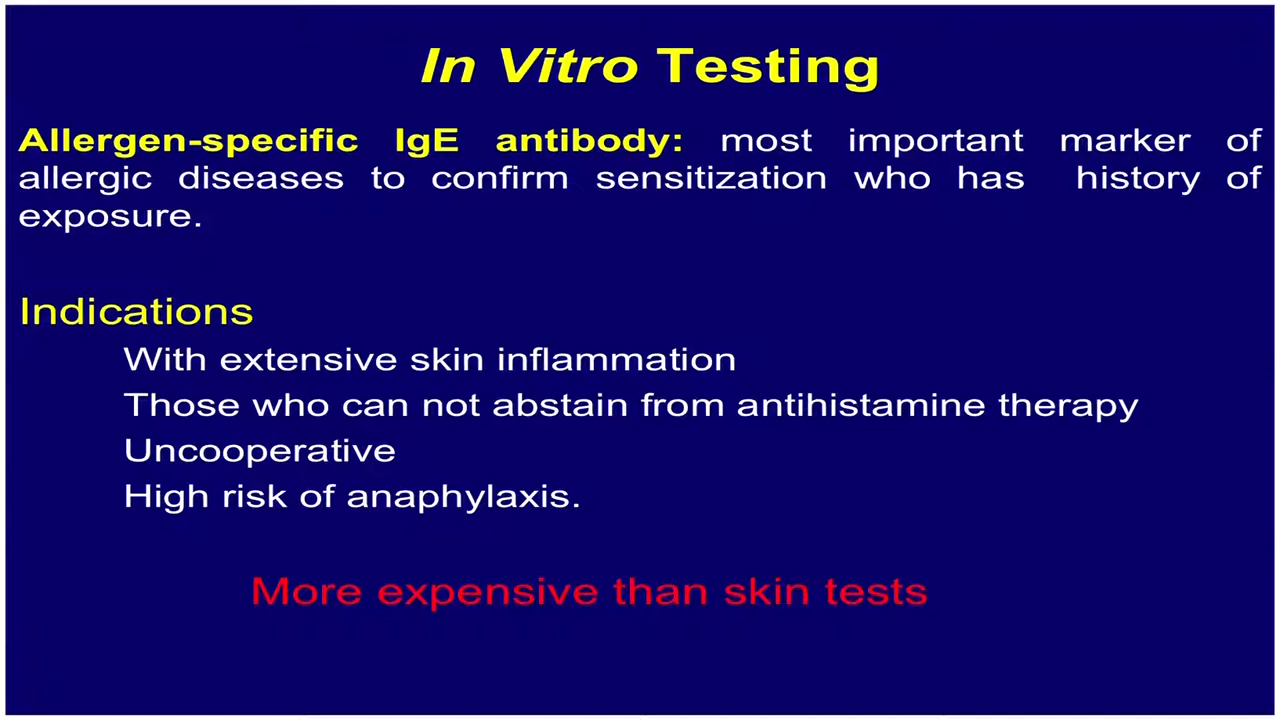 In Vitro Testing
Allergen-specific IgE antibody: most important marker of
allergic diseases to confirm sensitization who has history of
exposure.
Indications
With extensive skin inflammation
Those who can not abstain from antihistamine therapy
Uncooperative
High risk of anaphylaxis.
More expensive than skin tests